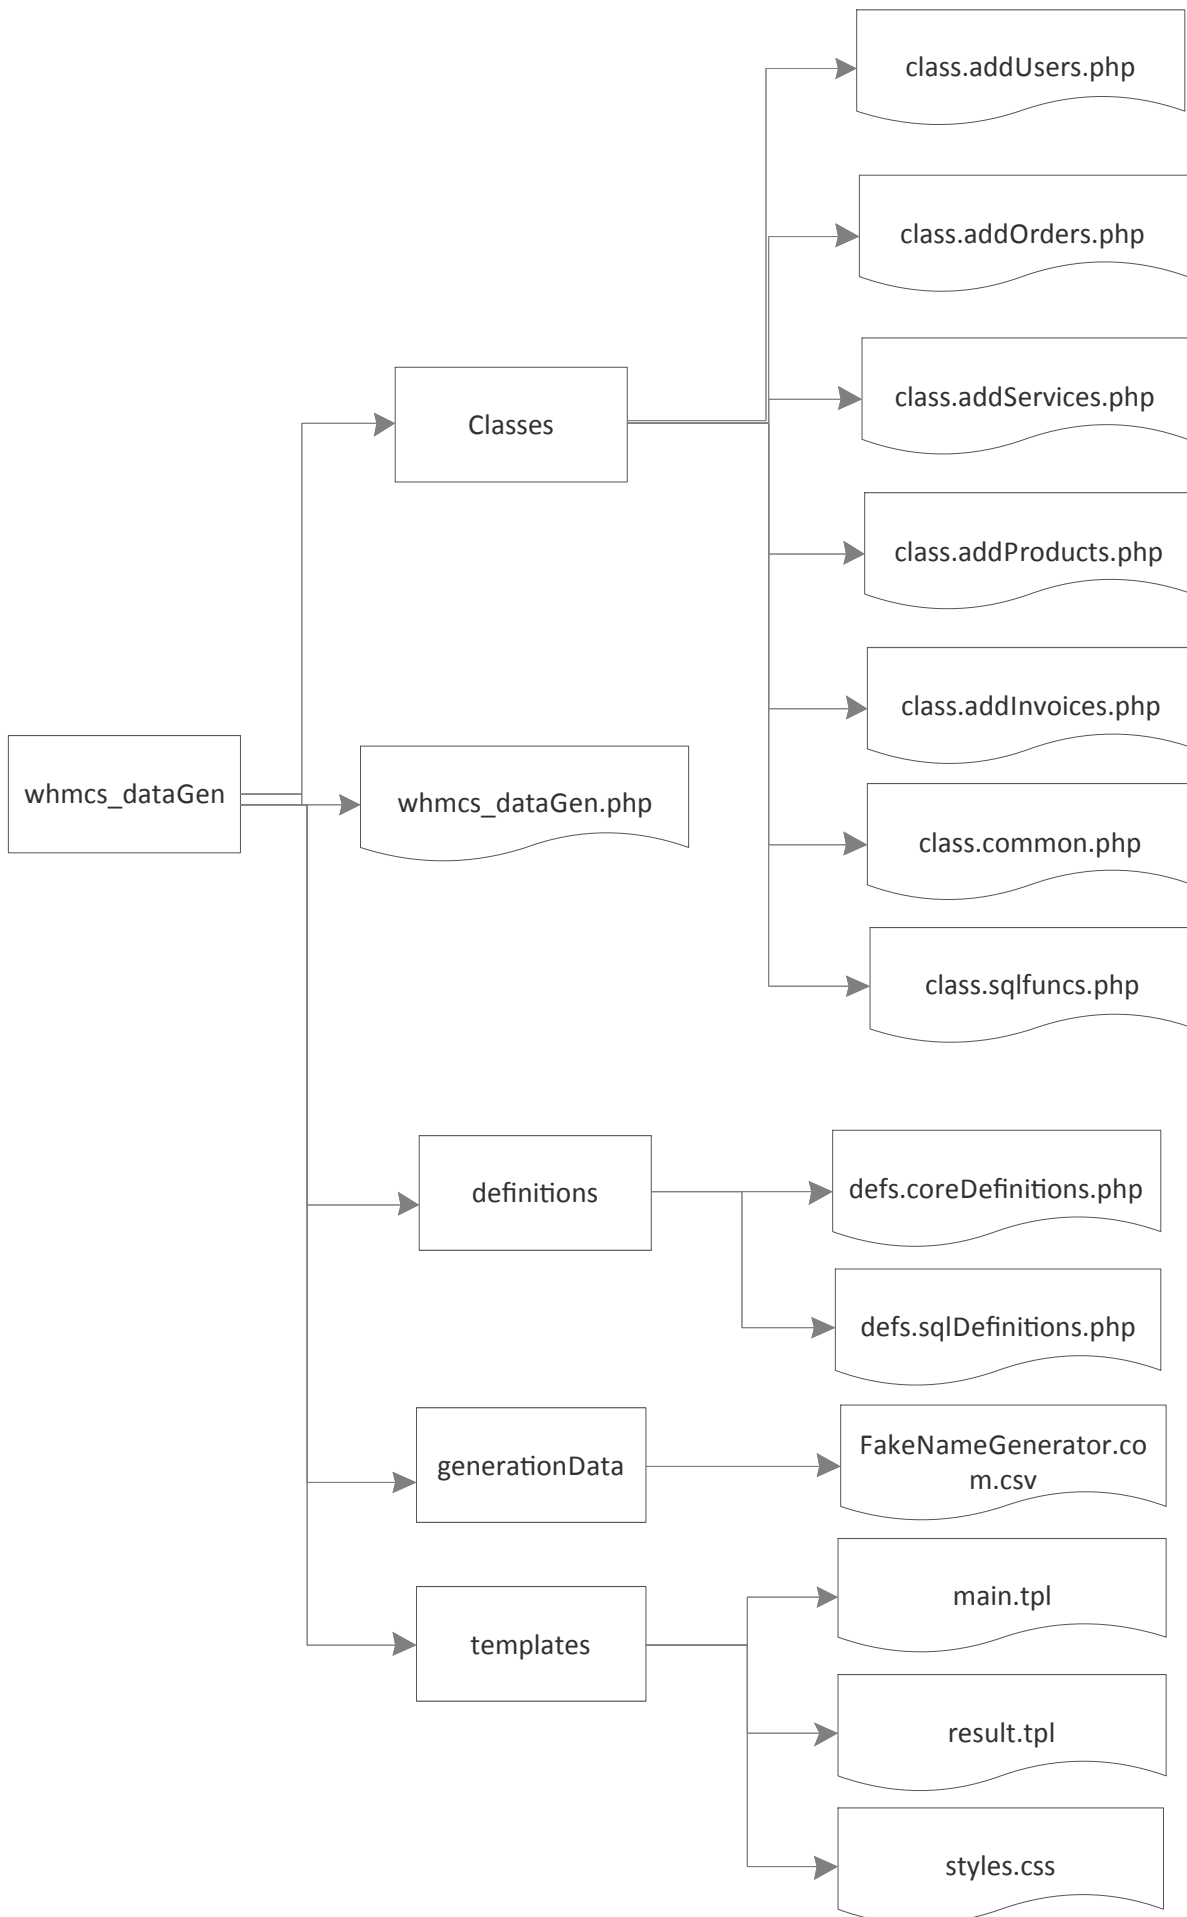 class.addUsers.php
class.addOrders.php
class.addServices.php
Classes
class.addProducts.php
class.addInvoices.php
whmcs_dataGen
whmcs_dataGen.php
class.common.php
class.sqlfuncs.php
definitions
defs.coreDefinitions.php
defs.sqlDefinitions.php
generationData
FakeNameGenerator.co
m.csv
main.tpl
templates
result.tpl
styles.css